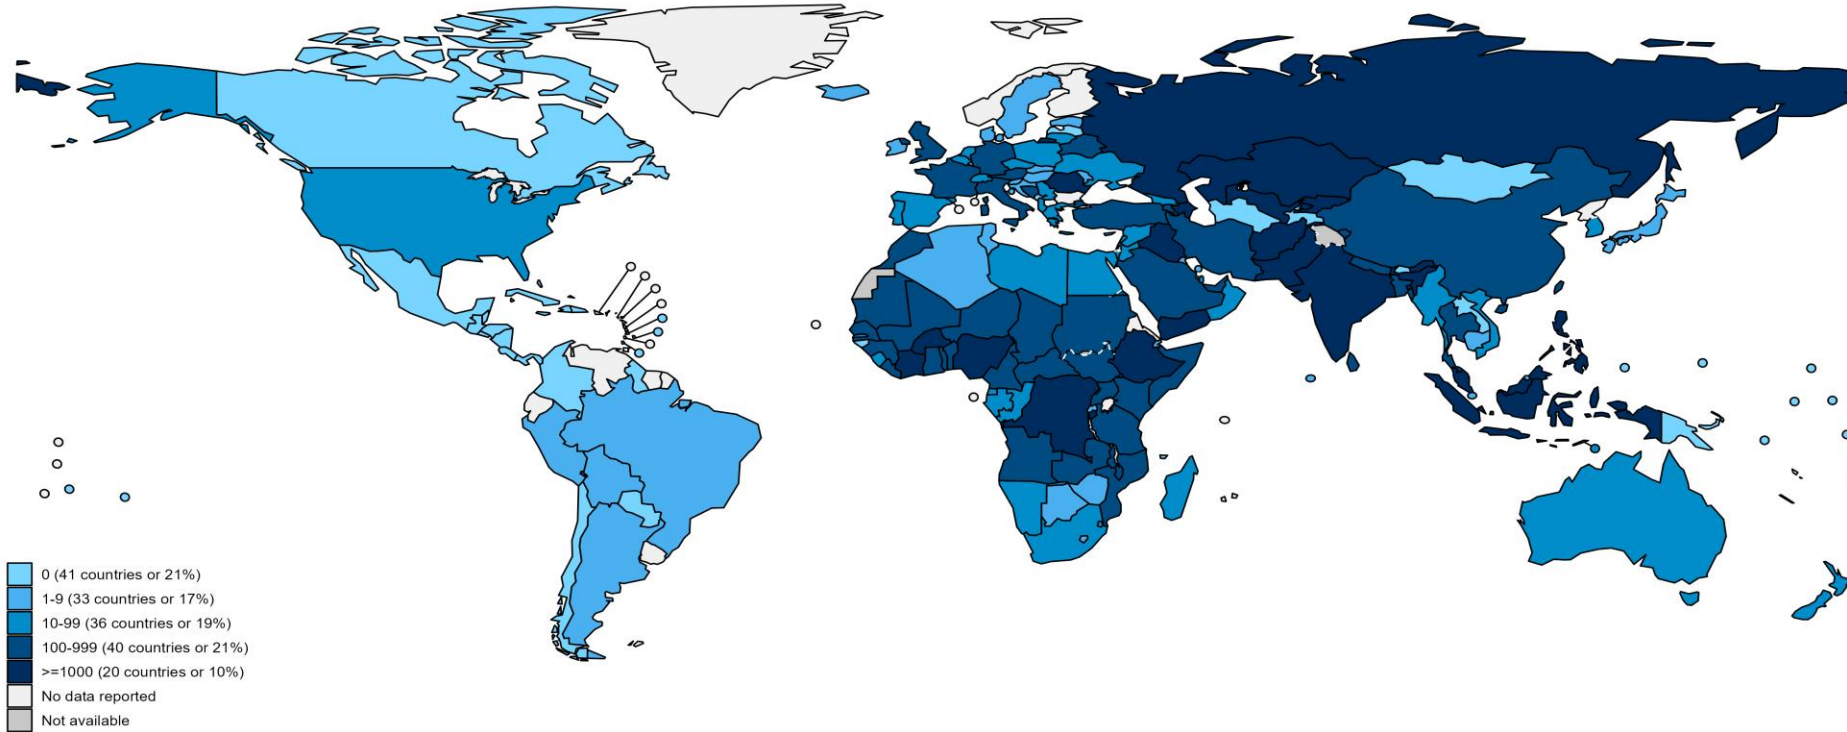 0 (41 countries or 21%)
1-9 (33 countries or 17%)
10-99 (36 countries or 19%)
100-999 (40 countries or 21%)
>=1000 (20 countries or 10%)
No data reported
Not available